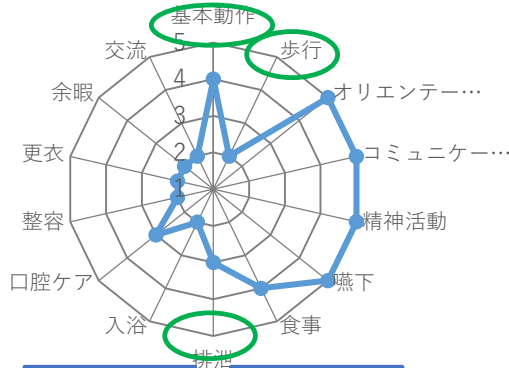 基本動作
歩行
オリエンテー…
コミュニケー…
精神活動
嚥下
食事
排泄
入浴
口腔ケア
整容
更衣
余暇
交流
5
4
3
2
1